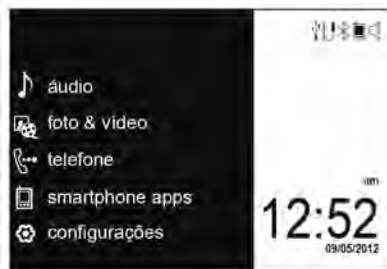 áudio
foto & vídeo
telefone
smartphone apps
configurações
am
12:52
09/05/2012